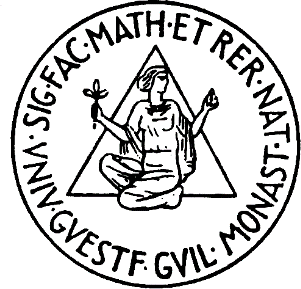 SIG·FAC·MATH·ET RER·NAT·
VNIV·GVESTF·GVIL·MONAST·